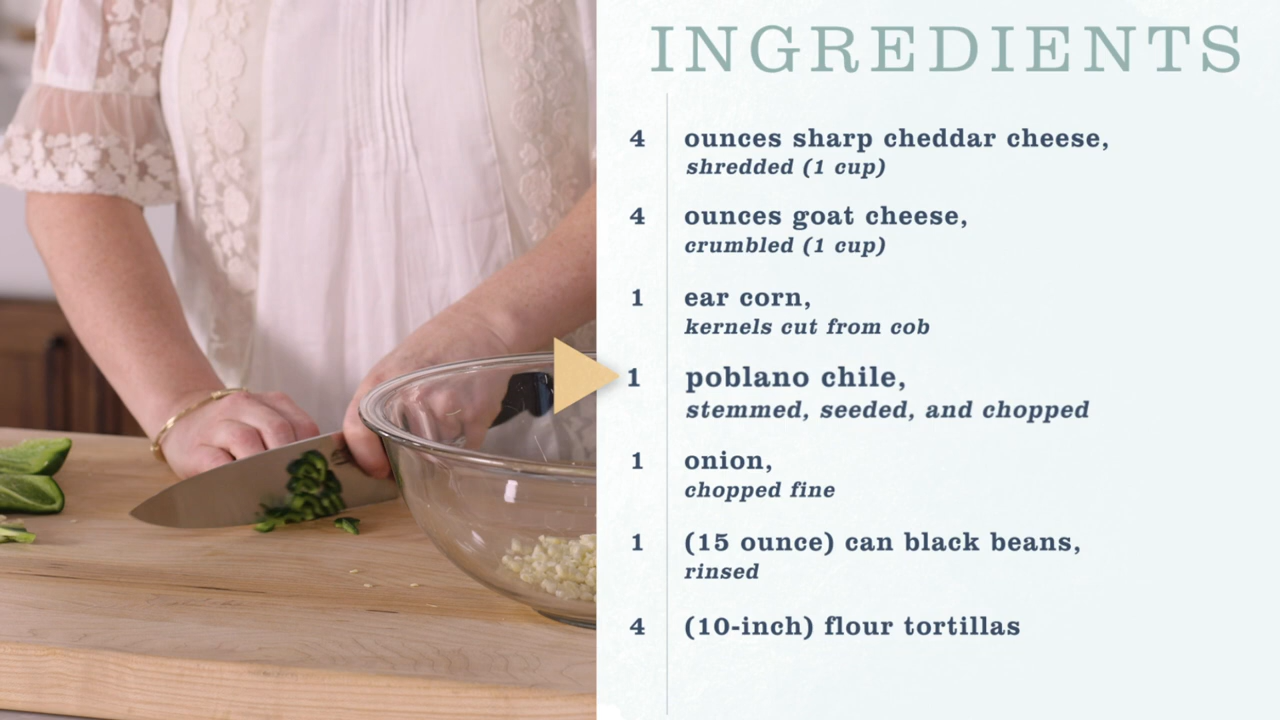 INGREDIENTS
4 ounces sharp cheddar cheese,
shredded (1 cup)
4 ounces goat cheese,
crumbled (1 cup)
1 ear corn,
kernels cut from cob
1 poblano chile,
stemmed, seeded, and chopped
1 onion,
chopped fine
1 (15 ounce) can black beans,
rinsed
4 (10-inch) flour tortillas